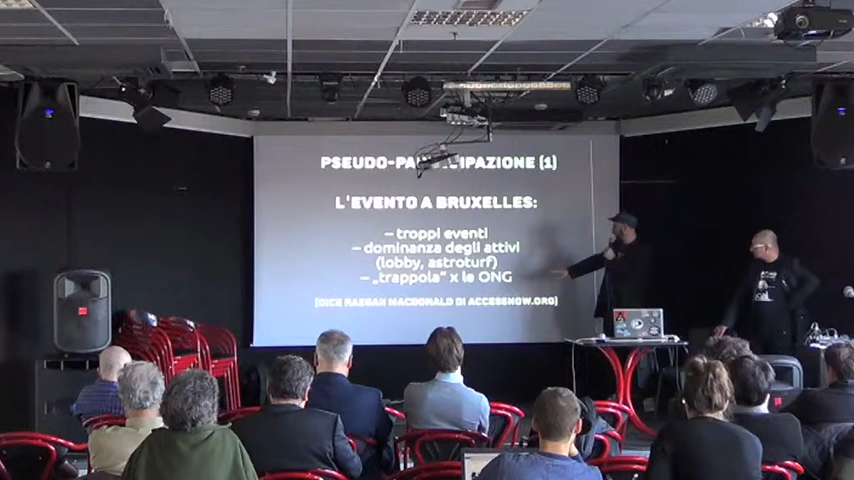 PSEUDO-PA IPAZIONE (1)
L'EVENTO A BRUXELLES:
– troppi eventi
– dominanza degli attivi
(lobby, astroturf)
– „trappola" x le ONG
(DICE RAEGAN MACDONALD DI ACCESSNOW.ORG)